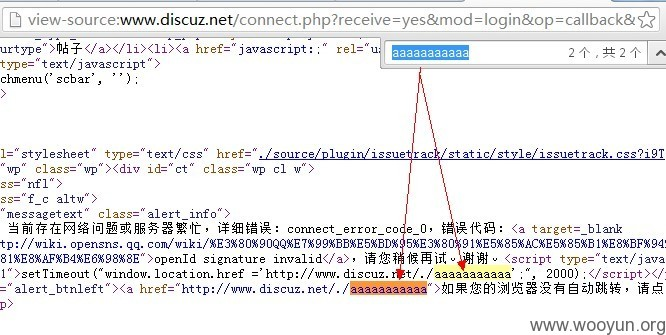 view-source:www.discuz.net/connect.php?receive=yes&mod=login&op=callback&
urtype">帖子</a></li><li><a href="javascript:;" rel="
aaaaaaaaaaa 2 个，共 2 个
type="text/javascript">
chmenu('scbar', '');
>
l="stylesheet" type="text/css" href="./source/plugin/issuetrack/static/style/issuetrack.css?i9T
"wp" class="wp"><div id="ct" class="wp cl w">
ss="nfl">
ss="f_c altw">
"messagetext" class="alert_info">
当前存在网络问题或服务器繁忙，详细错误：connect_error_code_0，错误代码：<a target=_blank
tp://wiki.opensns.qq.com/wiki/%E3%80%90QQ%E7%99%BB%E5%BD%95%E3%80%91%E5%85%AC%E5%85%B1%E8%BF%94
81%E8%AF%B4%E6%98%8E">openId signature invalid</a>，请您稍候再试。谢谢。<script type="text/ja
1">setTimeout("window.location.href ='http://www.discuz.net/./aaaaaaaaaaa';", 2000);</script></
="alert_btnleft"><a href="http://www.discuz.net/./aaaaaaaaaaa">如果您的浏览器没有自动跳转，请点
p>
www.wooyun.org